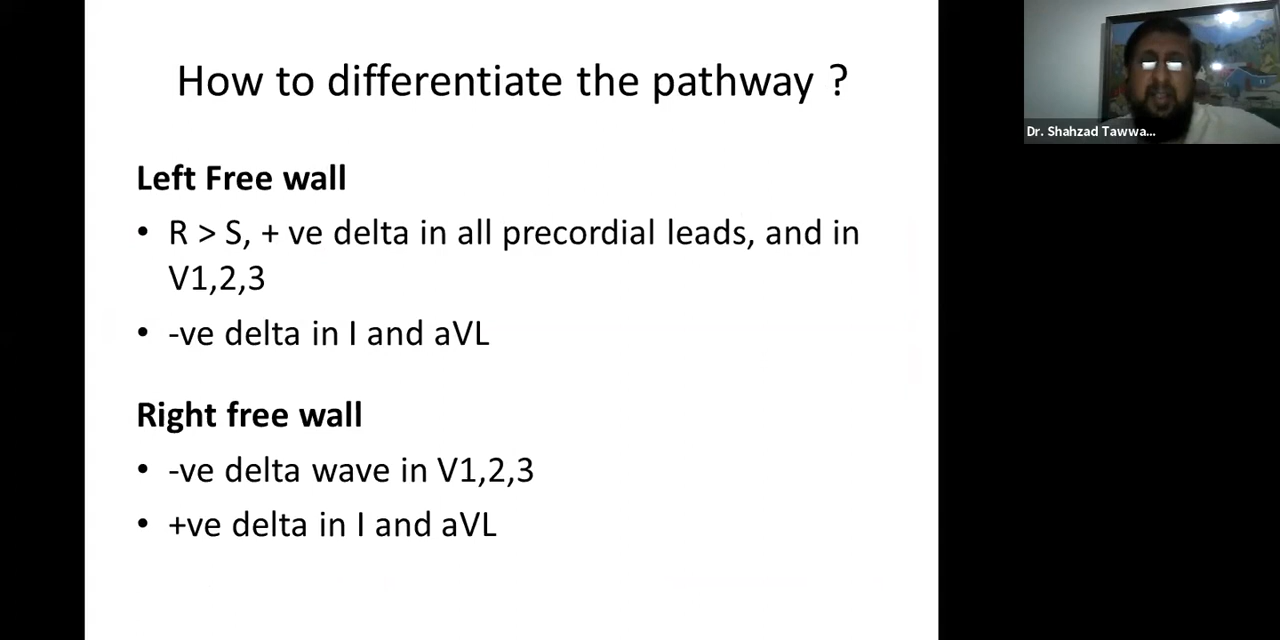 How to differentiate the pathway ?
Left Free wall
• R > S, + ve delta in all precordial leads, and in
V1,2,3
• -ve delta in I and aVL
Right free wall
• -ve delta wave in V1,2,3
• +ve delta in I and aVL
Dr. Shahzad Tawwa...